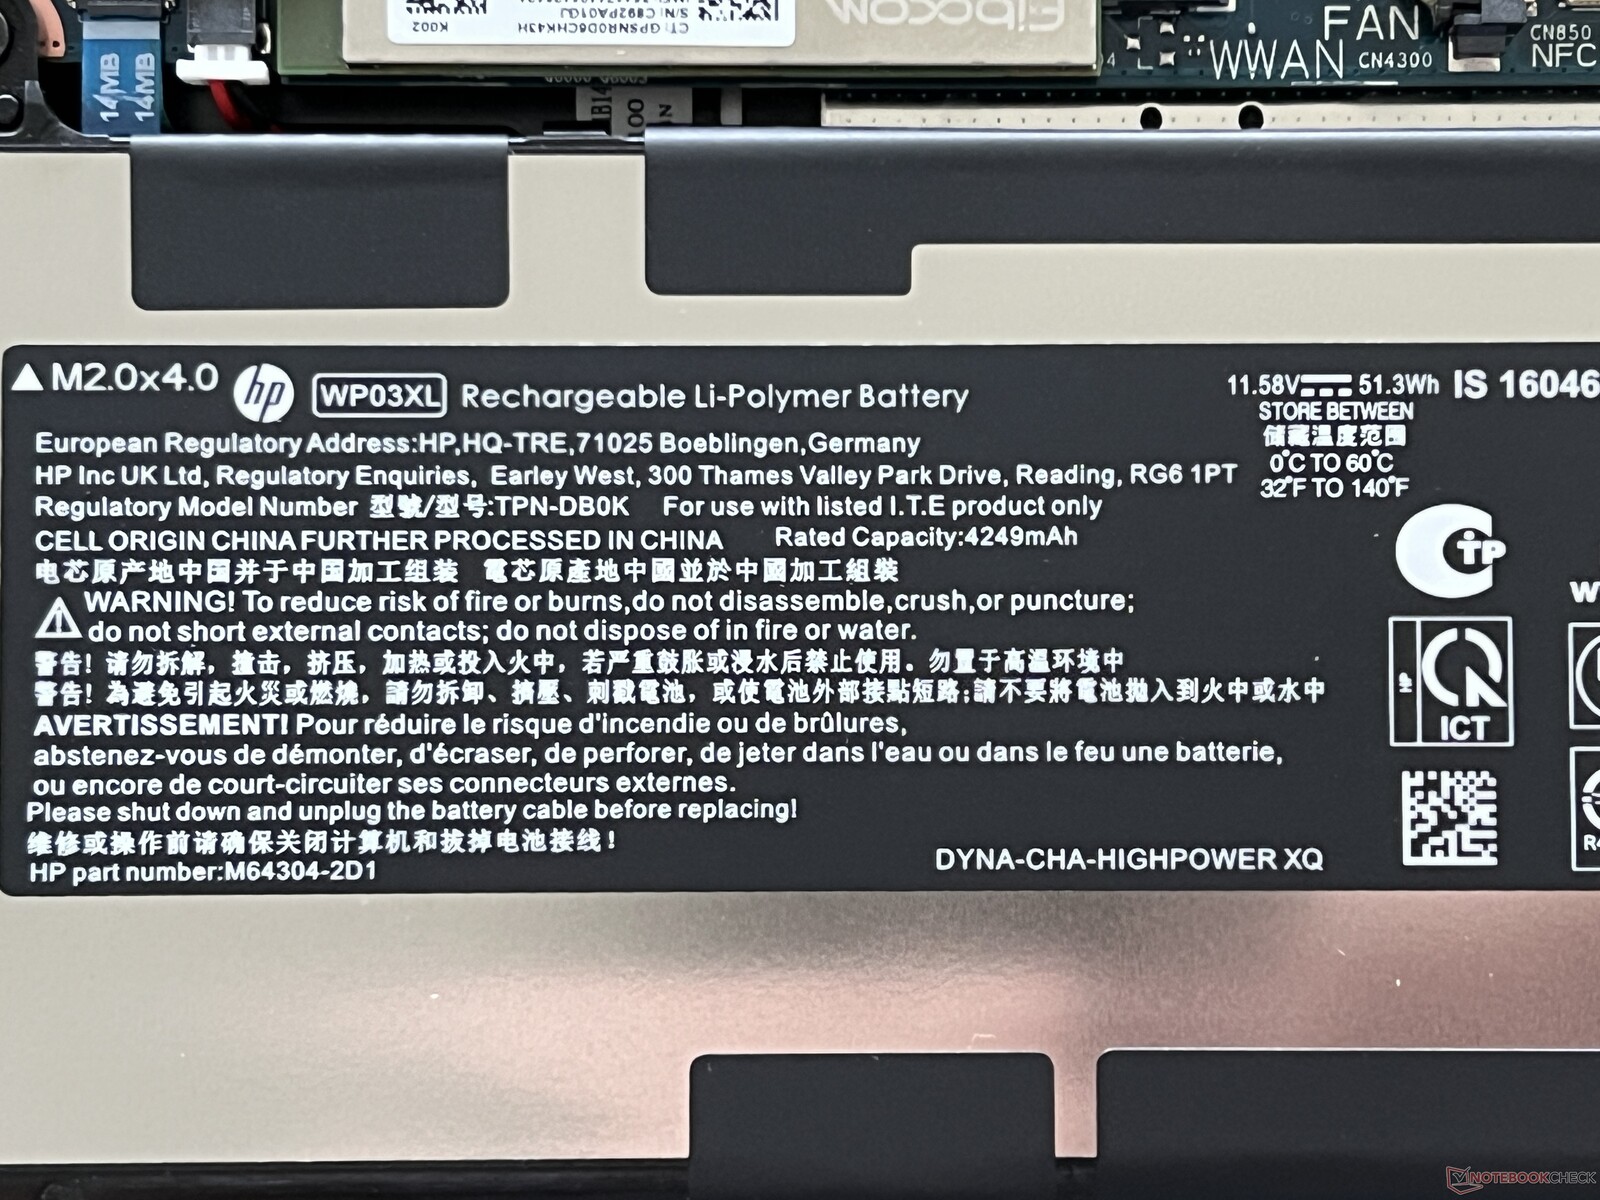 K002
S/N:C892PA010J
CT:GPSNR0D6CHK43H
Fibocom
FAN
WWAN
CN4300
CN850
NFC
14MB
14MB
▲M2.0x4.0
hp
WP03XL
Rechargeable Li-Polymer Battery
11.58V 51.3Wh
IS 16046
STORE BETWEEN
储藏温度范围
0°C TO 60°C
32°F TO 140°F
European Regulatory Address:HP,HQ-TRE,71025 Boeblingen,Germany
HP Inc UK Ltd, Regulatory Enquiries, Earley West, 300 Thames Valley Park Drive, Reading, RG6 1PT
Regulatory Model Number 型號/型号:TPN-DB0K For use with listed I.T.E product only
CELL ORIGIN CHINA FURTHER PROCESSED IN CHINA Rated Capacity:4249mAh
电芯原产地中国并于中国加工组装 電芯原產地中國並於中國加工組裝
WARNING! To reduce risk of fire or burns,do not disassemble,crush,or puncture;
do not short external contacts; do not dispose of in fire or water.
警告! 请勿拆解，撞击，挤压，加热或投入火中，若严重鼓胀或浸水后禁止使用。勿置于高温环境中
警告! 為避免引起火災或燃燒，請勿拆卸、擠壓、刺戳電池，或使電池外部接點短路;請不要將電池拋入到火中或水中
AVERTISSEMENT! Pour réduire le risque d'incendie ou de brûlures,
abstenez-vous de démonter, d'écraser, de perforer, de jeter dans l'eau ou dans le feu une batterie,
ou encore de court-circuiter ses connecteurs externes.
Please shut down and unplug the battery cable before replacing!
维修或操作前请确保关闭计算机和拔掉电池接线！
HP part number:M64304-2D1
DYNA-CHA-HIGHPOWER XQ
TP
HP
ICT
NOTEBOOKCHECK